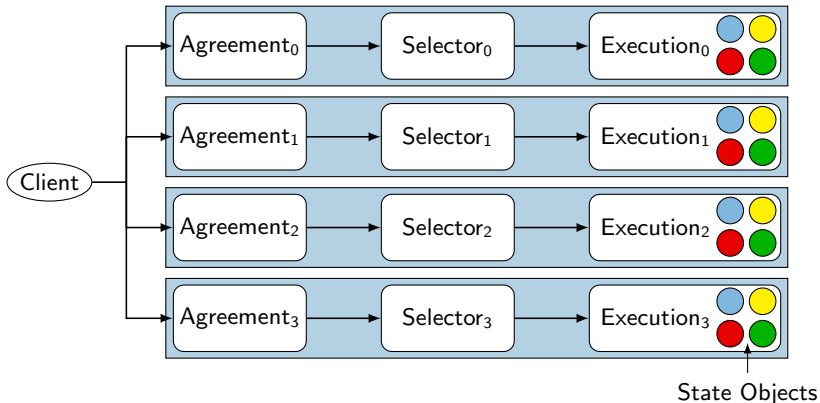 Agreement₀ Selector₀ Execution₀
Agreement₁ Selector₁ Execution₁
Client
Agreement₂ Selector₂ Execution₂
Agreement₃ Selector₃ Execution₃
State Objects